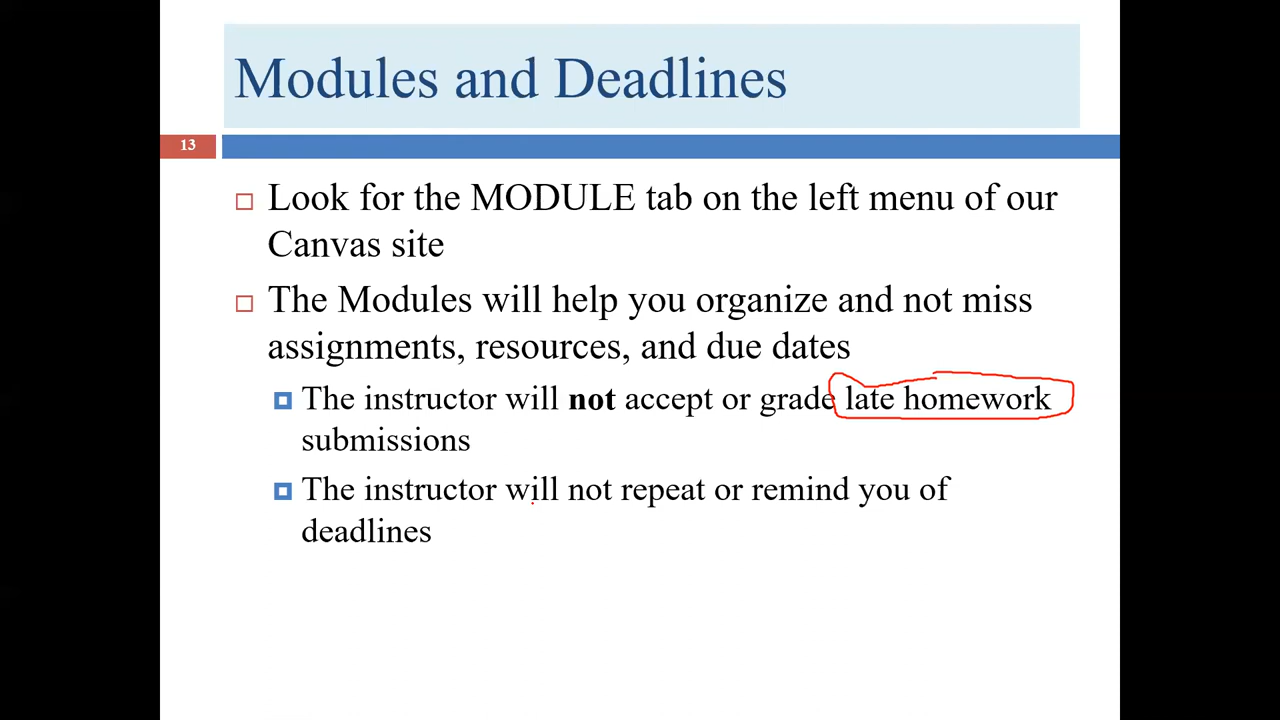 Modules and Deadlines
13
Look for the MODULE tab on the left menu of our
Canvas site
The Modules will help you organize and not miss
assignments, resources, and due dates
The instructor will not accept or grade late homework
submissions
The instructor will not repeat or remind you of
deadlines